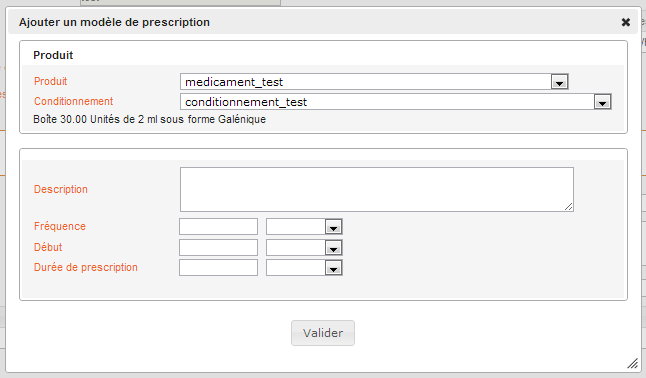 Ajouter un modèle de prescription
Produit
Produit medicament_test
Conditionnement conditionnement_test
Boîte 30.00 Unités de 2 ml sous forme Galénique
Description
Fréquence
Début
Durée de prescription
Valider